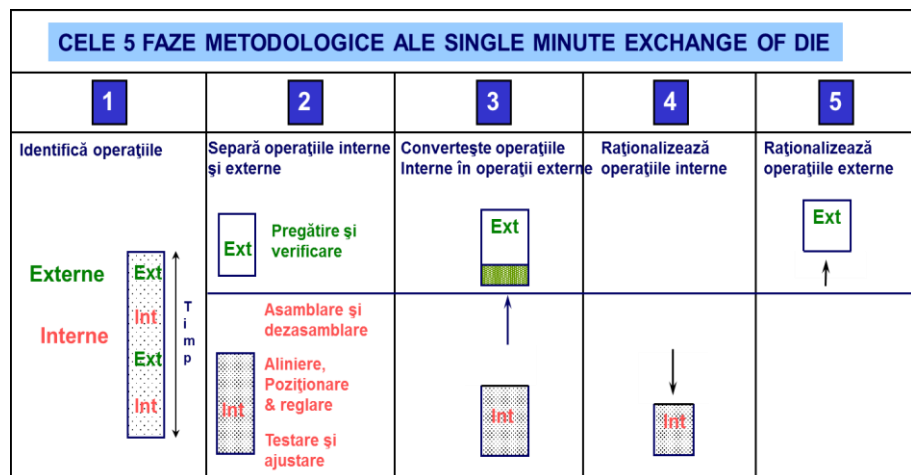 CELE 5 FAZE METODOLOGICE ALE SINGLE MINUTE EXCHANGE OF DIE
1
2
3
4
5
Identifică operaţiile
Separă operaţiile interne
şi externe
Converteşte operaţiile
Interne în operaţii externe
Raţionalizează
operaţiile interne
Raţionalizează
operaţiile externe
Externe
Interne
Ext
Int
Ext
Int
Timp
Ext
Pregătire şi
verificare
Asamblare şi
dezasamblare
Int
Aliniere,
Poziţionare
& reglare
Testare şi
ajustare
Ext
Int
Int
Ext